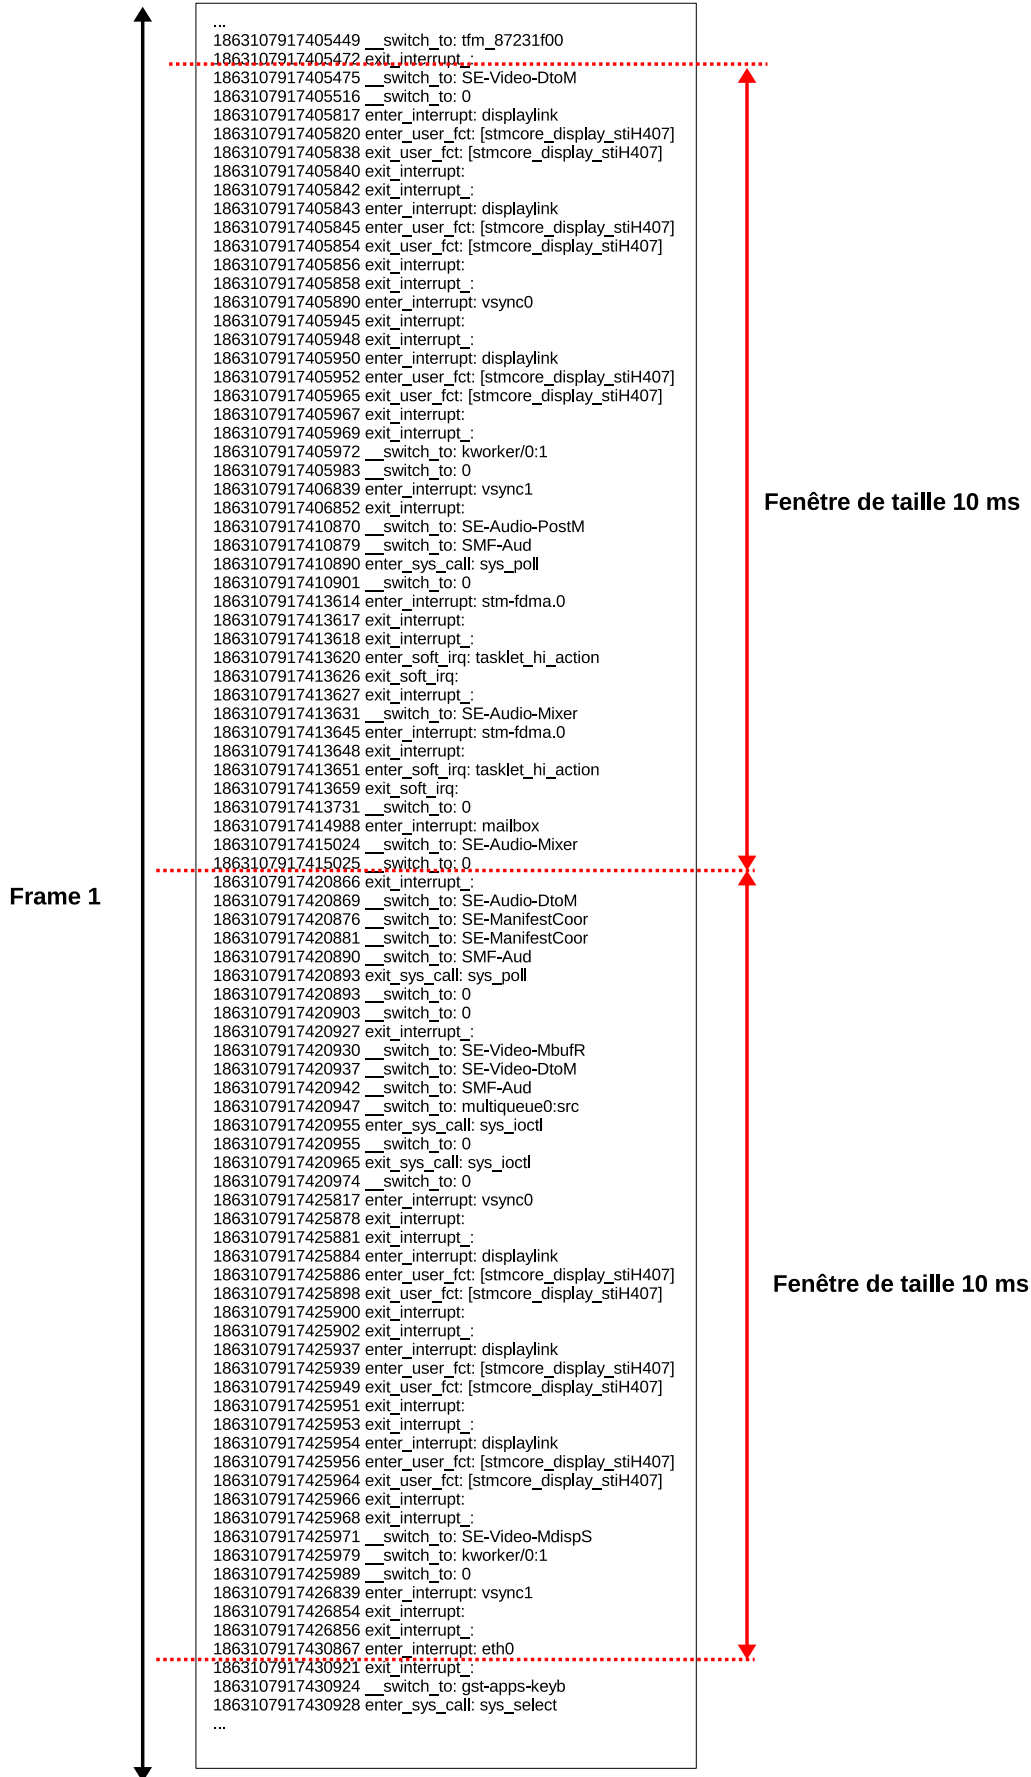 ...
1863107917405449 __switch_to: tfm_87231f00
1863107917405472 exit_interrupt_:
1863107917405475 __switch_to: SE-Video-DtoM
1863107917405516 __switch_to: 0
1863107917405817 enter_interrupt: displaylink
1863107917405820 enter_user_fct: [stmcore_display_stiH407]
1863107917405838 exit_user_fct: [stmcore_display_stiH407]
1863107917405840 exit_interrupt:
1863107917405842 exit_interrupt_:
1863107917405843 enter_interrupt: displaylink
1863107917405845 enter_user_fct: [stmcore_display_stiH407]
1863107917405854 exit_user_fct: [stmcore_display_stiH407]
1863107917405856 exit_interrupt:
1863107917405858 exit_interrupt_:
1863107917405890 enter_interrupt: vsync0
1863107917405945 exit_interrupt:
1863107917405948 exit_interrupt_:
1863107917405950 enter_interrupt: displaylink
1863107917405952 enter_user_fct: [stmcore_display_stiH407]
1863107917405965 exit_user_fct: [stmcore_display_stiH407]
1863107917405967 exit_interrupt:
1863107917405969 exit_interrupt_:
1863107917405972 __switch_to: kworker/0:1
1863107917405983 __switch_to: 0
1863107917406839 enter_interrupt: vsync1
1863107917406852 exit_interrupt:
Fenêtre de taille 10 ms
1863107917410870 __switch_to: SE-Audio-PostM
1863107917410879 __switch_to: SMF-Aud
1863107917410890 enter_sys_call: sys_poll
1863107917410901 __switch_to: 0
1863107917413614 enter_interrupt: stm-fdma.0
1863107917413617 exit_interrupt:
1863107917413618 exit_interrupt_:
1863107917413620 enter_soft_irq: tasklet_hi_action
1863107917413626 exit_soft_irq:
1863107917413627 exit_interrupt_:
1863107917413631 __switch_to: SE-Audio-Mixer
1863107917413645 enter_interrupt: stm-fdma.0
1863107917413648 exit_interrupt:
1863107917413651 enter_soft_irq: tasklet_hi_action
1863107917413659 exit_soft_irq:
1863107917413731 __switch_to: 0
1863107917414988 enter_interrupt: mailbox
1863107917415024 __switch_to: SE-Audio-Mixer
1863107917415025 __switch_to: 0
1863107917420866 exit_interrupt_:
Frame 1
1863107917420869 __switch_to: SE-Audio-DtoM
1863107917420876 __switch_to: SE-ManifestCoor
1863107917420881 __switch_to: SE-ManifestCoor
1863107917420890 __switch_to: SMF-Aud
1863107917420893 exit_sys_call: sys_poll
1863107917420893 __switch_to: 0
1863107917420903 __switch_to: 0
1863107917420927 exit_interrupt_:
1863107917420930 __switch_to: SE-Video-MbufR
1863107917420937 __switch_to: SE-Video-DtoM
1863107917420942 __switch_to: SMF-Aud
1863107917420947 __switch_to: multiqueue0:src
1863107917420955 enter_sys_call: sys_ioctl
1863107917420955 __switch_to: 0
1863107917420965 exit_sys_call: sys_ioctl
1863107917420974 __switch_to: 0
1863107917425817 enter_interrupt: vsync0
1863107917425878 exit_interrupt:
1863107917425881 exit_interrupt_:
1863107917425884 enter_interrupt: displaylink
1863107917425886 enter_user_fct: [stmcore_display_stiH407]
1863107917425898 exit_user_fct: [stmcore_display_stiH407]
Fenêtre de taille 10 ms
1863107917425900 exit_interrupt:
1863107917425902 exit_interrupt_:
1863107917425937 enter_interrupt: displaylink
1863107917425939 enter_user_fct: [stmcore_display_stiH407]
1863107917425949 exit_user_fct: [stmcore_display_stiH407]
1863107917425951 exit_interrupt:
1863107917425953 exit_interrupt_:
1863107917425954 enter_interrupt: displaylink
1863107917425956 enter_user_fct: [stmcore_display_stiH407]
1863107917425964 exit_user_fct: [stmcore_display_stiH407]
1863107917425966 exit_interrupt:
1863107917425968 exit_interrupt_:
1863107917425971 __switch_to: SE-Video-MdispS
1863107917425979 __switch_to: kworker/0:1
1863107917425989 __switch_to: 0
1863107917426839 enter_interrupt: vsync1
1863107917426854 exit_interrupt:
1863107917426856 exit_interrupt_:
1863107917430867 enter_interrupt: eth0
1863107917430921 exit_interrupt_:
1863107917430924 __switch_to: gst-apps-keyb
1863107917430928 enter_sys_call: sys_select
...